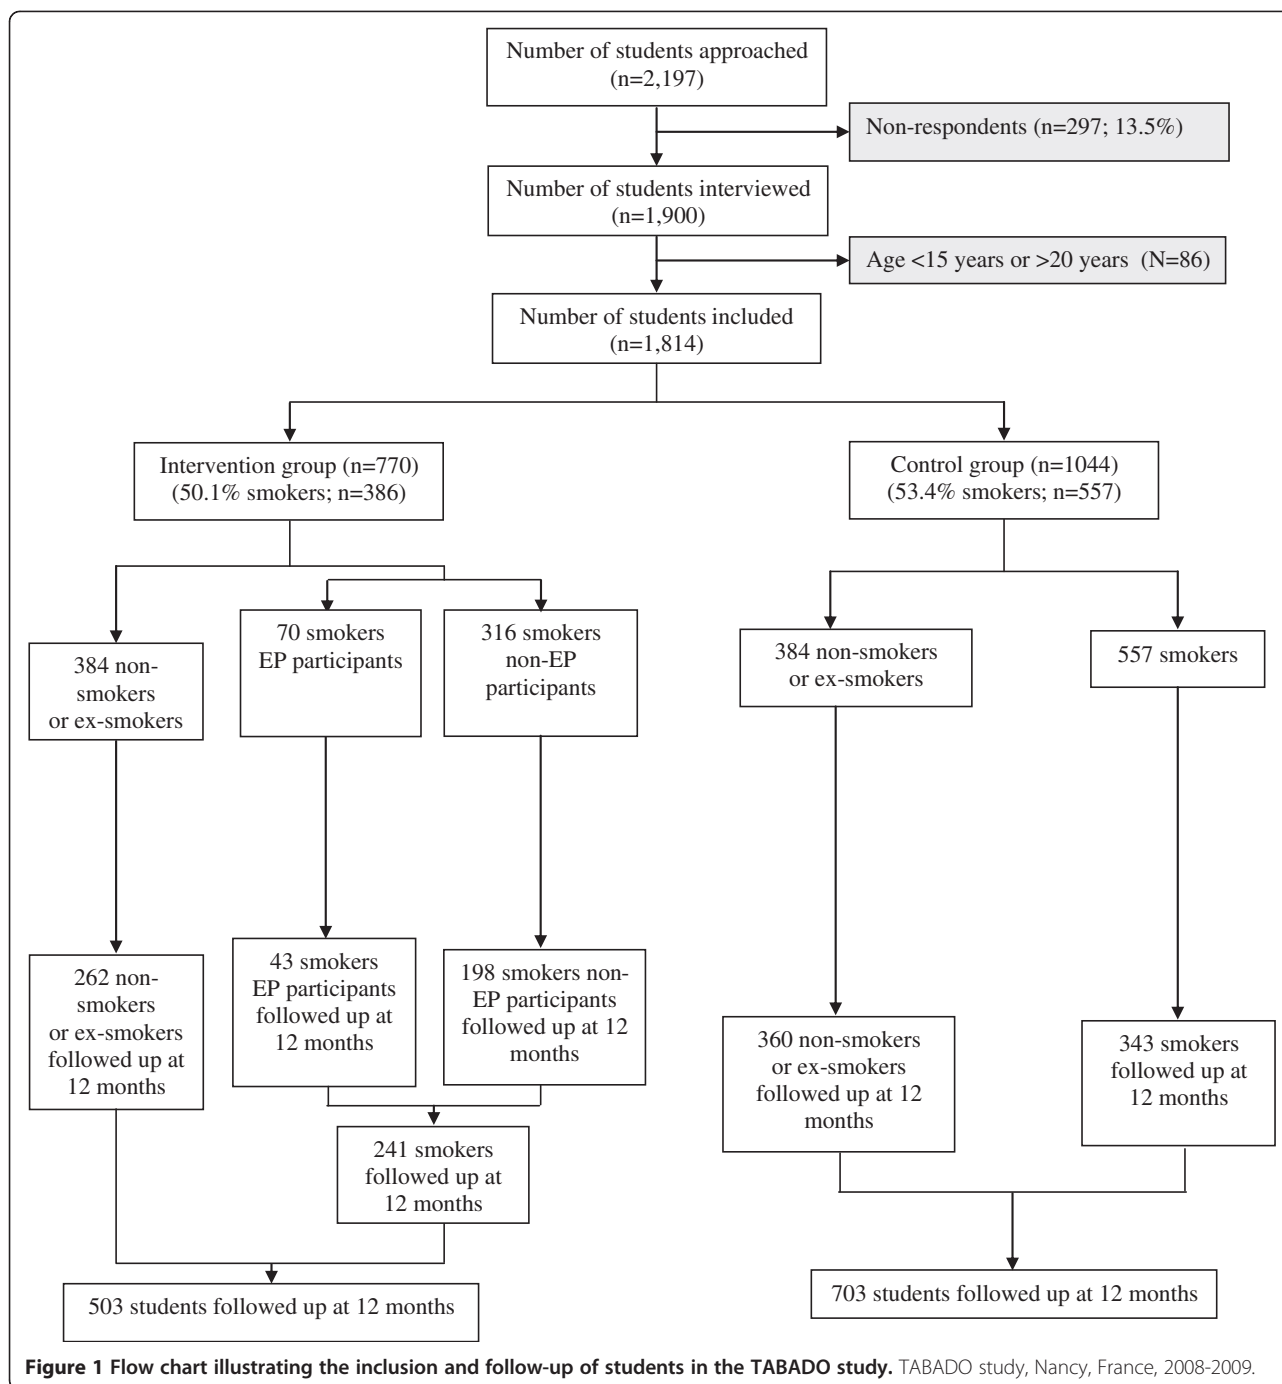 Number of students approached
(n=2,197)
Non-respondents (n=297; 13.5%)
Number of students interviewed
(n=1,900)
Age <15 years or >20 years (N=86)
Number of students included
(n=1,814)
Intervention group (n=770)
(50.1% smokers; n=386)
Control group (n=1044)
(53.4% smokers; n=557)
384 non-
smokers
or ex-smokers
70 smokers
EP participants
316 smokers
non-EP
participants
384 non-smokers
or ex-smokers
557 smokers
262 non-
smokers
or ex-smokers
followed up at
12 months
43 smokers
EP participants
followed up at
12 months
198 smokers non-
EP participants
followed up at 12
months
360 non-smokers
or ex-smokers
followed up at 12
months
343 smokers
followed up at
12 months
241 smokers
followed up at
12 months
503 students followed up at 12 months
703 students followed up at 12 months
Figure 1 Flow chart illustrating the inclusion and follow-up of students in the TABADO study. TABADO study, Nancy, France, 2008-2009.